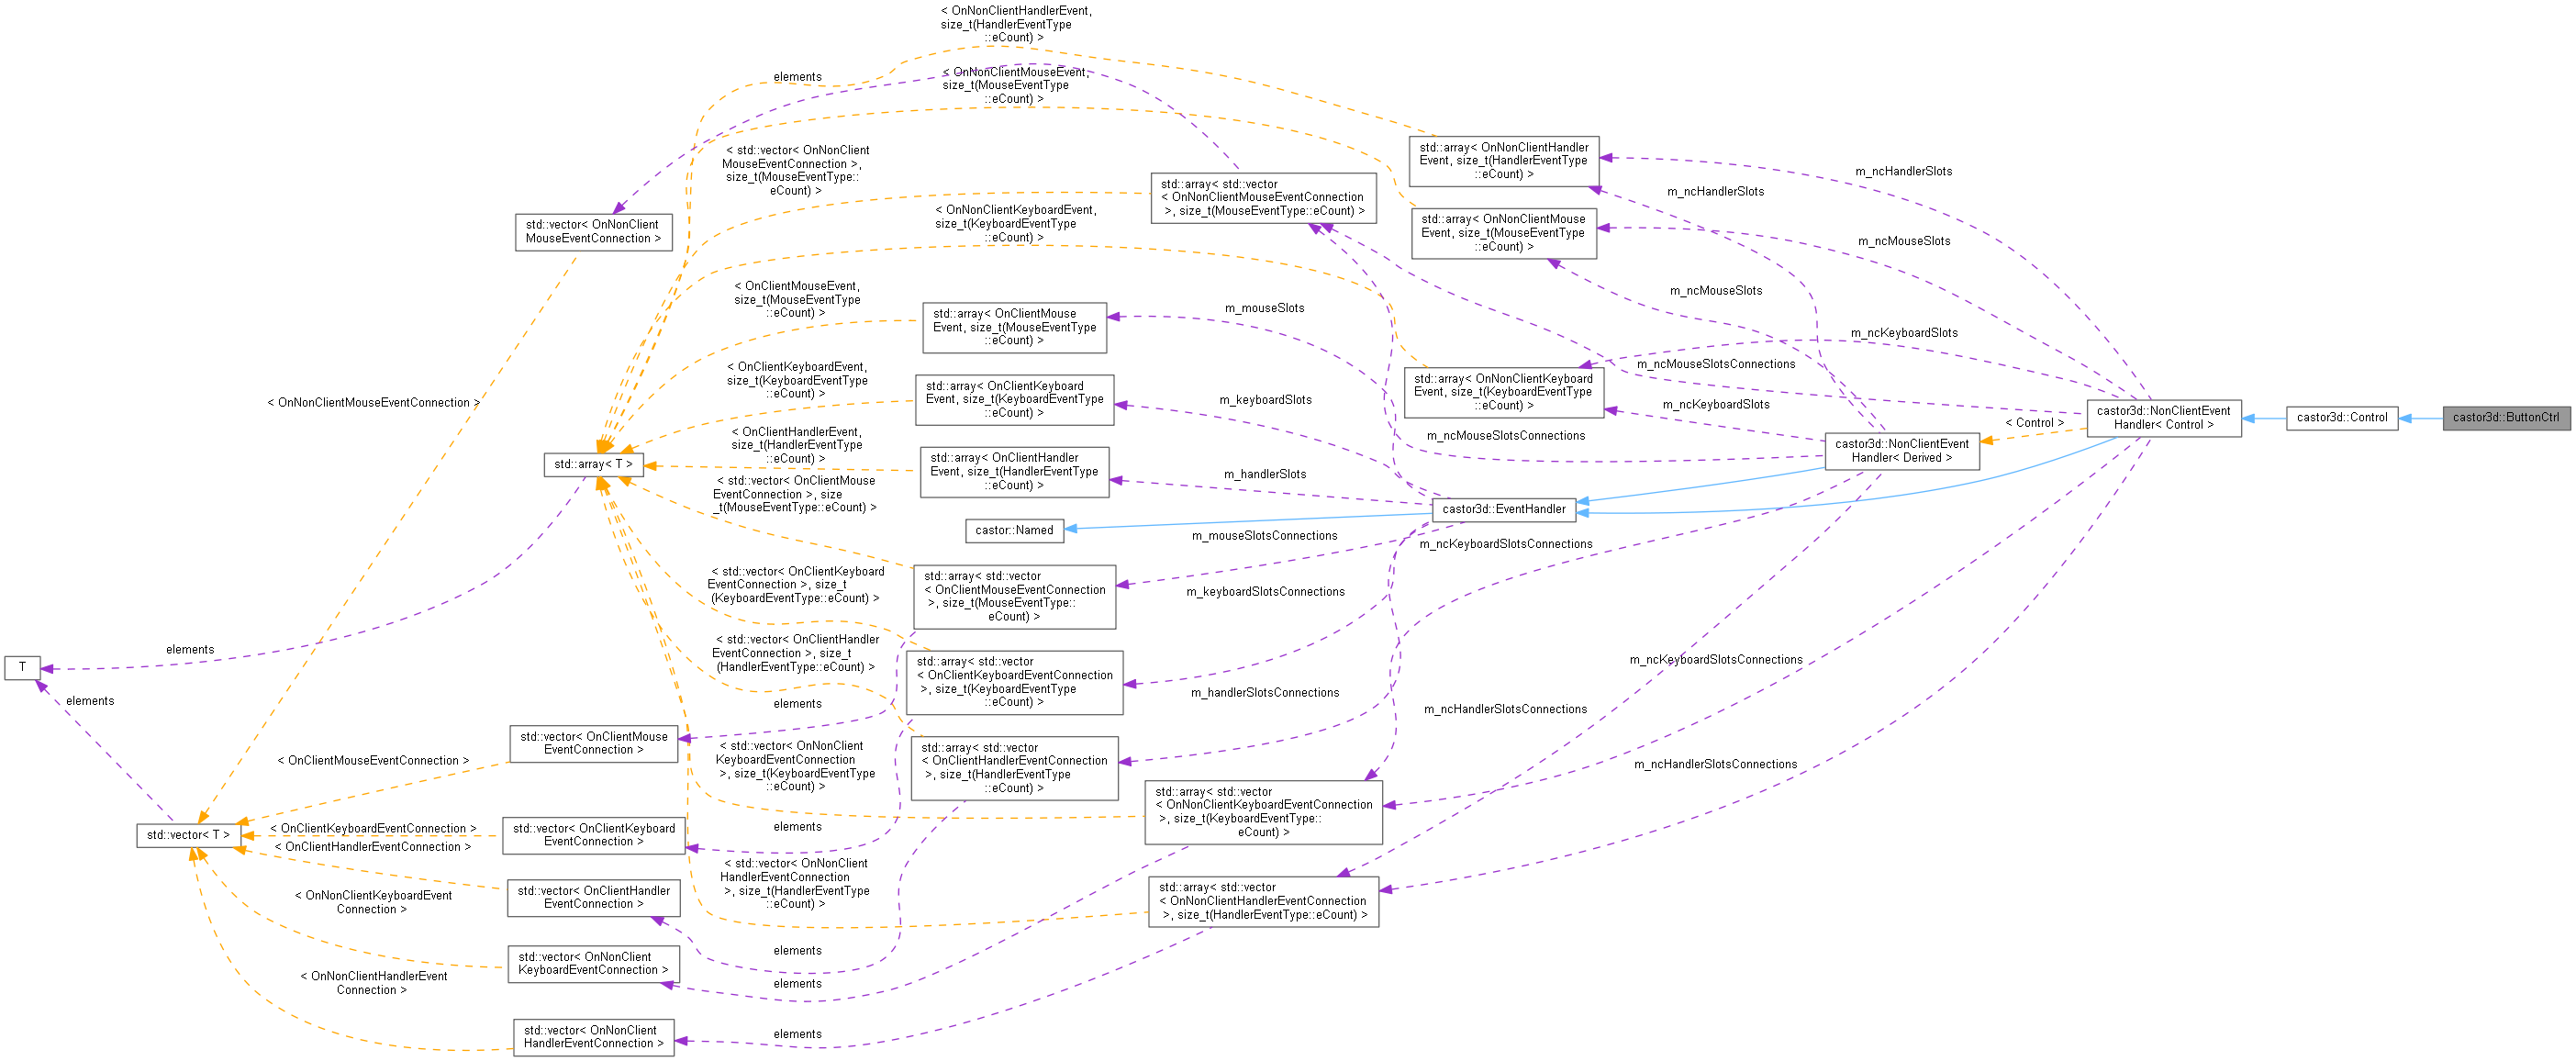 < OnNonClientHandlerEvent,
size_t(HandlerEventType
::eCount) >
elements
< OnNonClientMouseEvent,
size_t(MouseEventType
::eCount) >
< std::vector< OnNonClient
MouseEventConnection >,
size_t(MouseEventType::
eCount) >
std::array< OnNonClientHandler
Event, size_t(HandlerEventType
::eCount) >
m_ncHandlerSlots
m_ncHandlerSlots
std::array< std::vector
< OnNonClientMouseEventConnection
>, size_t(MouseEventType::eCount) >
std::vector< OnNonClient
MouseEventConnection >
< OnNonClientKeyboardEvent,
size_t(KeyboardEventType
::eCount) >
std::array< OnNonClientMouse
Event, size_t(MouseEventType
::eCount) >
m_ncMouseSlots
m_ncMouseSlots
< OnClientMouseEvent,
size_t(MouseEventType
::eCount) >
std::array< OnClientMouse
Event, size_t(MouseEventType
::eCount) >
m_mouseSlots
m_ncKeyboardSlots
m_ncMouseSlotsConnections
< OnClientKeyboardEvent,
size_t(KeyboardEventType
::eCount) >
std::array< OnClientKeyboard
Event, size_t(KeyboardEventType
::eCount) >
m_keyboardSlots
std::array< OnNonClientKeyboard
Event, size_t(KeyboardEventType
::eCount) >
m_ncKeyboardSlots
< OnNonClientMouseEventConnection >
castor3d::NonClientEvent
Handler< Control >
castor3d::Control
castor3d::ButtonCtrl
< Control >
m_ncMouseSlotsConnections
castor3d::NonClientEvent
Handler< Derived >
< OnClientHandlerEvent,
size_t(HandlerEventType
::eCount) >
std::array< T >
std::array< OnClientHandler
Event, size_t(HandlerEventType
::eCount) >
m_handlerSlots
< std::vector< OnClientMouse
EventConnection >, size
_t(MouseEventType::eCount) >
castor3d::EventHandler
castor::Named
m_mouseSlotsConnections
m_ncKeyboardSlotsConnections
< std::vector< OnClientKeyboard
EventConnection >, size_t
(KeyboardEventType::eCount) >
std::array< std::vector
< OnClientMouseEventConnection
>, size_t(MouseEventType::
eCount) >
m_keyboardSlotsConnections
elements
T
< std::vector< OnClientHandler
EventConnection >, size_t
(HandlerEventType::eCount) >
std::array< std::vector
< OnClientKeyboardEventConnection
>, size_t(KeyboardEventType
::eCount) >
m_handlerSlotsConnections
m_ncKeyboardSlotsConnections
elements
elements
m_ncHandlerSlotsConnections
std::vector< OnClientMouse
EventConnection >
< OnClientMouseEventConnection >
< std::vector< OnNonClient
KeyboardEventConnection
>, size_t(KeyboardEventType
::eCount) >
std::array< std::vector
< OnClientHandlerEventConnection
>, size_t(HandlerEventType
::eCount) >
m_ncHandlerSlotsConnections
std::array< std::vector
< OnNonClientKeyboardEventConnection
>, size_t(KeyboardEventType::
eCount) >
std::vector< T >
< OnClientKeyboardEventConnection >
std::vector< OnClientKeyboard
EventConnection >
elements
< OnClientHandlerEventConnection >
< std::vector< OnNonClient
HandlerEventConnection
>, size_t(HandlerEventType
::eCount) >
std::vector< OnClientHandler
EventConnection >
std::array< std::vector
< OnNonClientHandlerEventConnection
>, size_t(HandlerEventType::eCount) >
< OnNonClientKeyboardEvent
Connection >
elements
std::vector< OnNonClient
KeyboardEventConnection >
elements
< OnNonClientHandlerEvent
Connection >
std::vector< OnNonClient
HandlerEventConnection >
elements